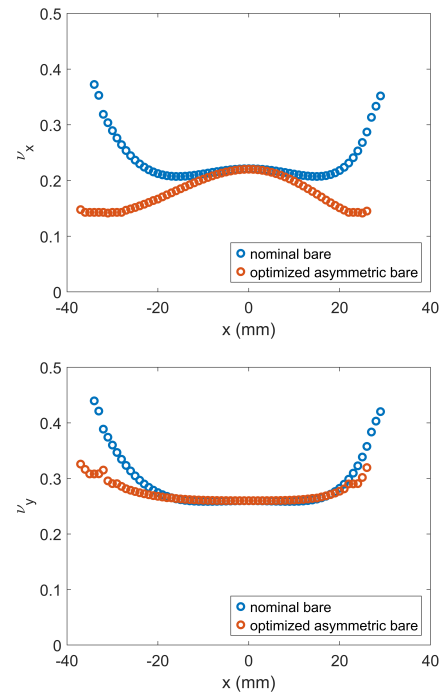 0.5
0.4
0.3
0.2
0.1
0
νx
-40 -20 0 20 40
x (mm)
nominal bare
optimized asymmetric bare
0.5
0.4
0.3
0.2
0.1
0
νy
-40 -20 0 20 40
x (mm)
nominal bare
optimized asymmetric bare